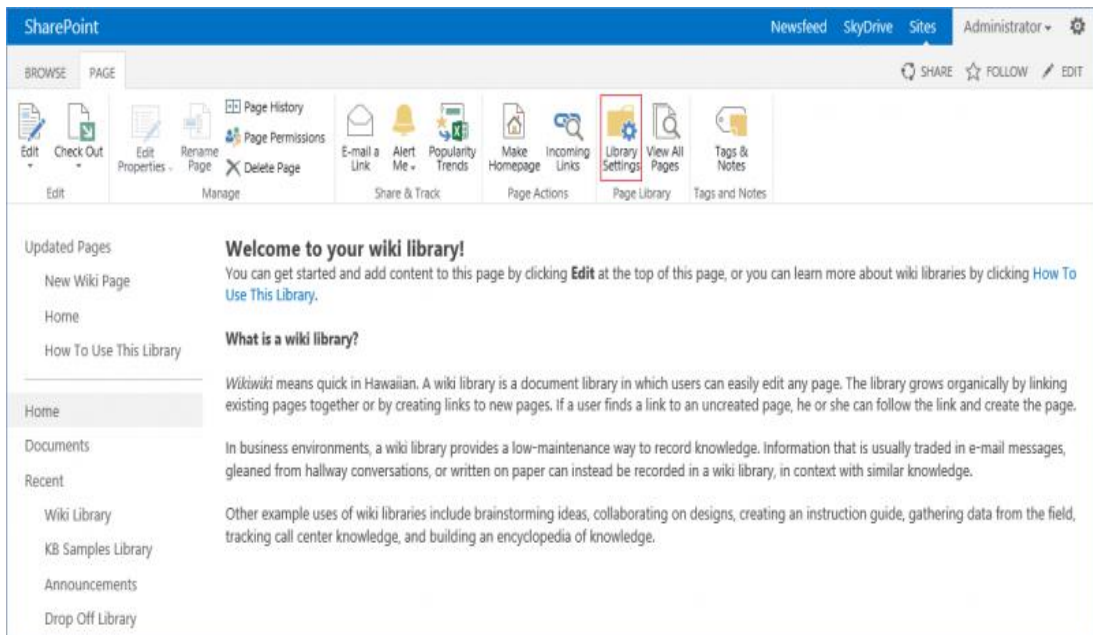 SharePoint
Newsfeed SkyDrive Sites Administrator
BROWSE PAGE
SHARE FOLLOW EDIT
Edit
Check Out
Edit
Properties
Rename
Page
Page History
Page Permissions
Delete Page
E-mail a
Link
Alert
Me
Popularity
Trends
Make
Homepage
Incoming
Links
Library
Settings
View All
Pages
Tags &
Notes
Edit
Manage
Share & Track
Page Actions
Page Library
Tags and Notes
Updated Pages
New Wiki Page
Home
How To Use This Library
Home
Documents
Recent
Wiki Library
KB Samples Library
Announcements
Drop Off Library
Welcome to your wiki library!
You can get started and add content to this page by clicking Edit at the top of this page, or you can learn more about wiki libraries by clicking How To
Use This Library.
What is a wiki library?
Wikiwiki means quick in Hawaiian. A wiki library is a document library in which users can easily edit any page. The library grows organically by linking
existing pages together or by creating links to new pages. If a user finds a link to an uncreated page, he or she can follow the link and create the page.
In business environments, a wiki library provides a low-maintenance way to record knowledge. Information that is usually traded in e-mail messages,
gleaned from hallway conversations, or written on paper can instead be recorded in a wiki library, in context with similar knowledge.
Other example uses of wiki libraries include brainstorming ideas, collaborating on designs, creating an instruction guide, gathering data from the field,
tracking call center knowledge, and building an encyclopedia of knowledge.